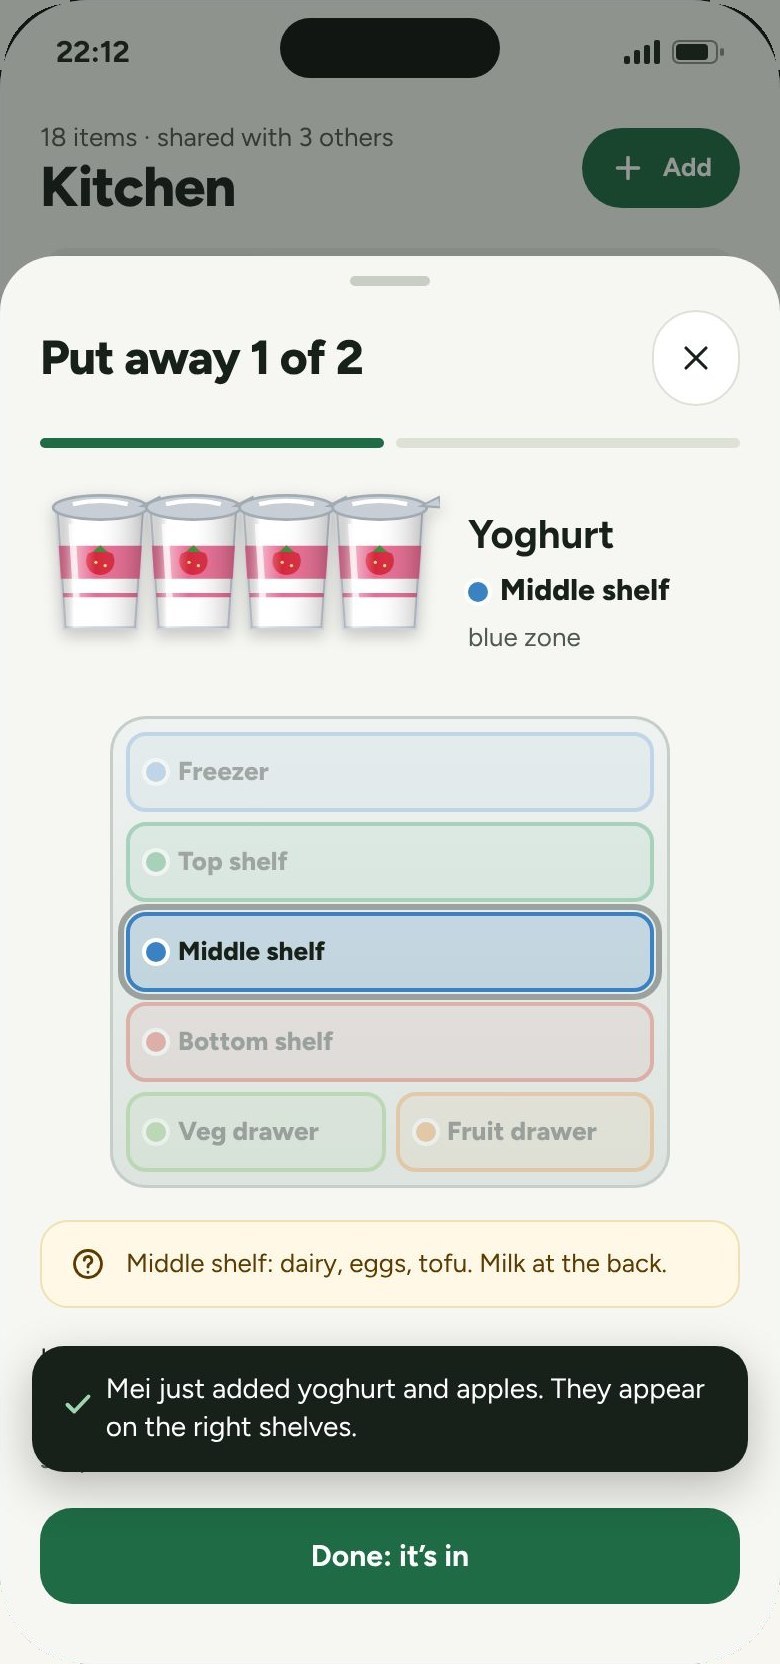 22:12
18 items · shared with 3 others
Kitchen
Add
Put away 1 of 2
Yoghurt
Middle shelf
blue zone
Freezer
Top shelf
Middle shelf
Bottom shelf
Veg drawer
Fruit drawer
Middle shelf: dairy, eggs, tofu. Milk at the back.
Mei just added yoghurt and apples. They appear
on the right shelves.
Done: it’s in